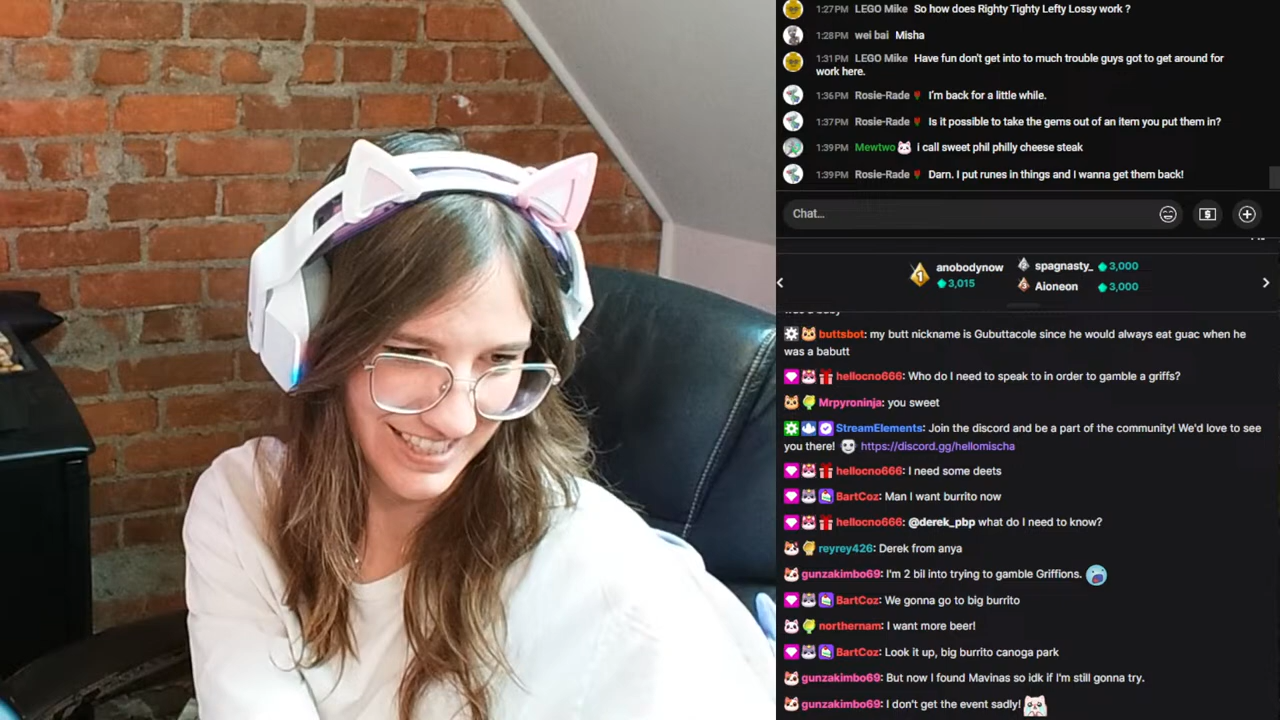 1:27PM LEGO Mike So how does Righty Tighty Lefty Lossy work ?
1:28PM wei bai Misha
1:31PM LEGO Mike Have fun don't get into to much trouble guys got to get around for
work here.
1:36PM Rosie-Rade I'm back for a little while.
1:37PM Rosie-Rade Is it possible to take the gems out of an item you put them in?
1:39PM Mewtwo i call sweet phil philly cheese steak
1:39PM Rosie-Rade Darn. I put runes in things and I wanna get them back!
Chat...
1 anobodynow 3,015
spagnasty_ 3,000
Aioneon 3,000
buttsbot: my butt nickname is Gubuttacole since he would always eat guac when he
was a babutt
hellocno666: Who do I need to speak to in order to gamble a griffs?
Mrpyroninja: you sweet
StreamElements: Join the discord and be a part of the community! We'd love to see
you there! https://discord.gg/hellomischa
hellocno666: I need some deets
BartCoz: Man I want burrito now
hellocno666: @derek_pbp what do I need to know?
reyrey426: Derek from anya
gunzakimbo69: I'm 2 bil into trying to gamble Griffions.
BartCoz: We gonna go to big burrito
northernam: I want more beer!
BartCoz: Look it up, big burrito canoga park
gunzakimbo69: But now I found Mavinas so idk if I'm still gonna try.
gunzakimbo69: I don't get the event sadly!